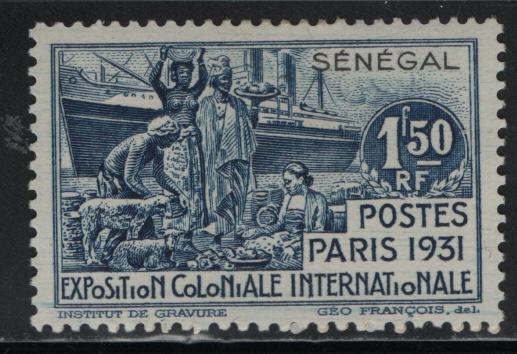 SÉNÉGAL
1F50
RF
POSTES
PARIS 1931
EXPOSITION COLONIALE INTERNATIONALE
INSTITUT DE GRAVURE GÉO FRANÇOIS, del.